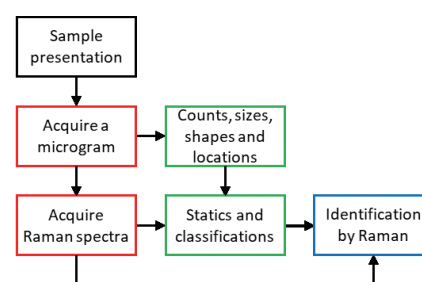 Sample
presentation
Acquire a
microgram
Counts, sizes,
shapes and
locations
Acquire
Raman spectra
Statics and
classifications
Identification
by Raman